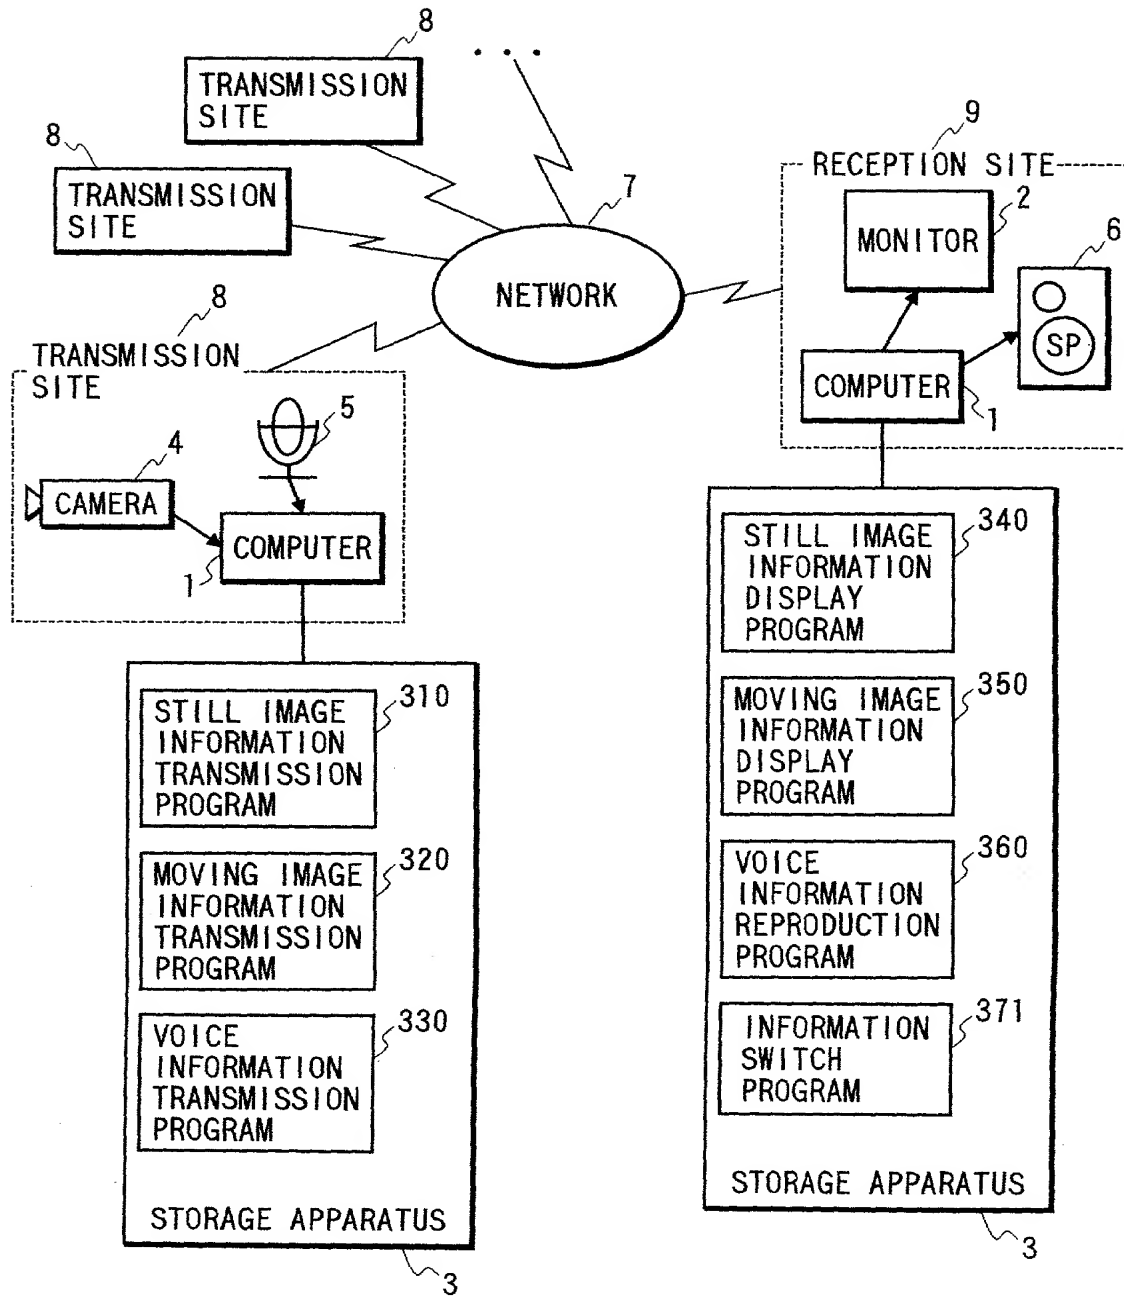 8
. . .
TRANSMISSION
SITE
8
TRANSMISSION
SITE
9
RECEPTION SITE
7
2
MONITOR
6
NETWORK
SP
8
TRANSMISSION
SITE
COMPUTER
1
5
4
CAMERA
COMPUTER
1
STILL IMAGE
INFORMATION
DISPLAY
PROGRAM
340
MOVING IMAGE
INFORMATION
DISPLAY
PROGRAM
350
VOICE
INFORMATION
REPRODUCTION
PROGRAM
360
INFORMATION
SWITCH
PROGRAM
371
STORAGE APPARATUS
3
STILL IMAGE
INFORMATION
TRANSMISSION
PROGRAM
310
MOVING IMAGE
INFORMATION
TRANSMISSION
PROGRAM
320
VOICE
INFORMATION
TRANSMISSION
PROGRAM
330
STORAGE APPARATUS
3